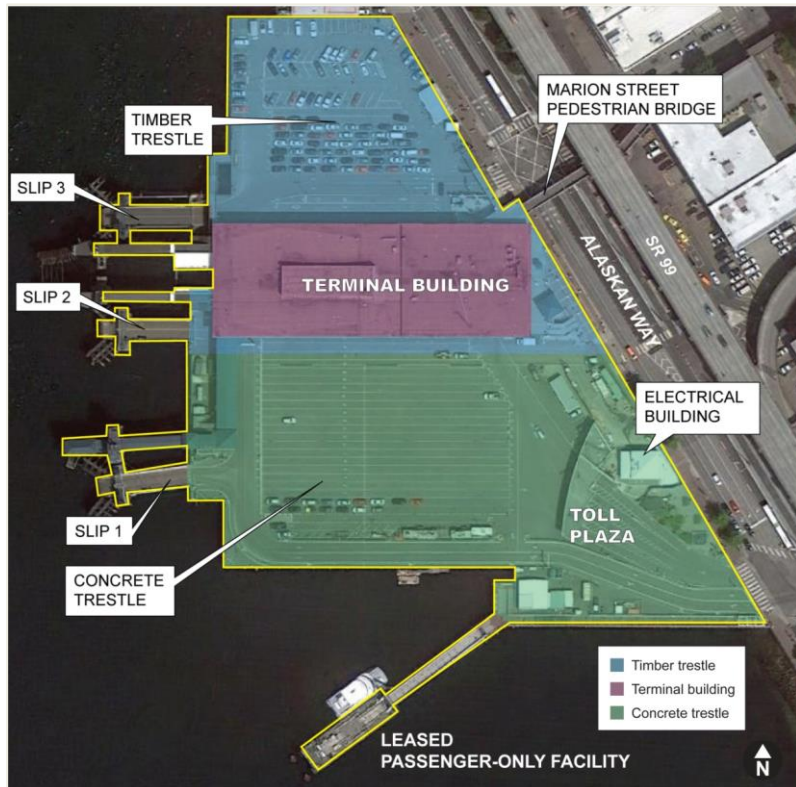 TIMBER
TRESTLE
MARION STREET
PEDESTRIAN BRIDGE
SLIP 3
TERMINAL BUILDING
SR 99
ALASKAN WAY
SLIP 2
ELECTRICAL
BUILDING
SLIP 1
TOLL
PLAZA
CONCRETE
TRESTLE
Timber trestle
Terminal building
Concrete trestle
LEASED
PASSENGER-ONLY FACILITY
N